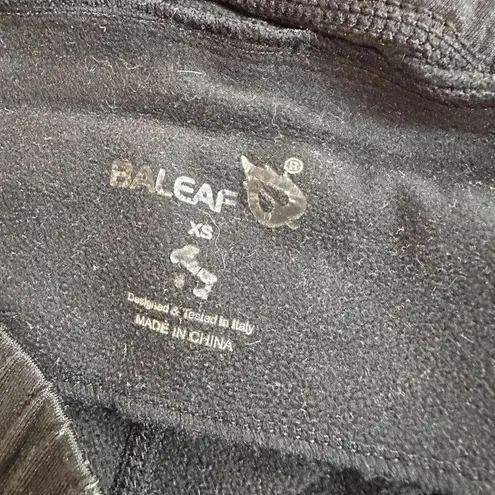 BALEAF ®
XS
Designed & Tested in Italy
MADE IN CHINA